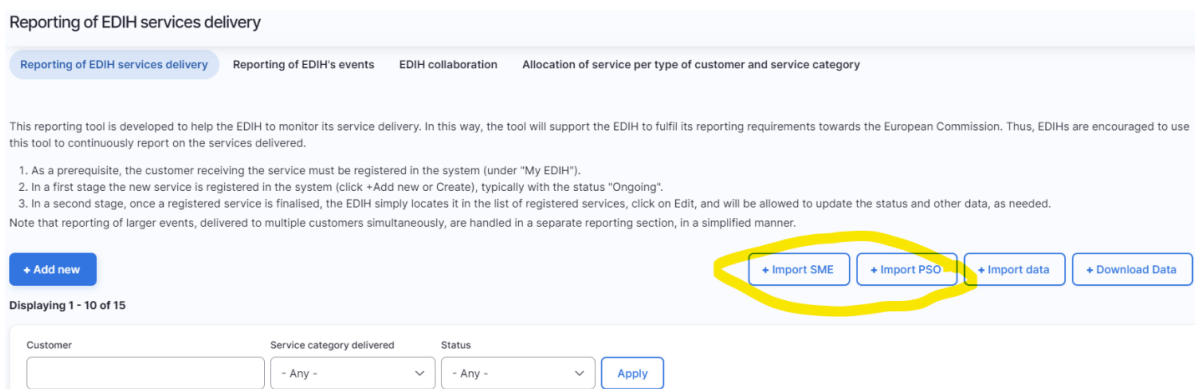 Reporting of EDIH services delivery
Reporting of EDIH services delivery Reporting of EDIH's events EDIH collaboration Allocation of service per type of customer and service category
This reporting tool is developed to help the EDIH to monitor its service delivery. In this way, the tool will support the EDIH to fulfil its reporting requirements towards the European Commission. Thus, EDIHs are encouraged to use
this tool to continuously report on the services delivered.
1. As a prerequisite, the customer receiving the service must be registered in the system (under "My EDIH").
2. In a first stage the new service is registered in the system (click +Add new or Create), typically with the status "Ongoing".
3. In a second stage, once a registered service is finalised, the EDIH simply locates it in the list of registered services, click on Edit, and will be allowed to update the status and other data, as needed.
Note that reporting of larger events, delivered to multiple customers simultaneously, are handled in a separate reporting section, in a simplified manner.
+ Add new + Import SME + Import PSO + Import data + Download Data
Displaying 1 - 10 of 15
Customer Service category delivered Status
- Any - - Any - Apply